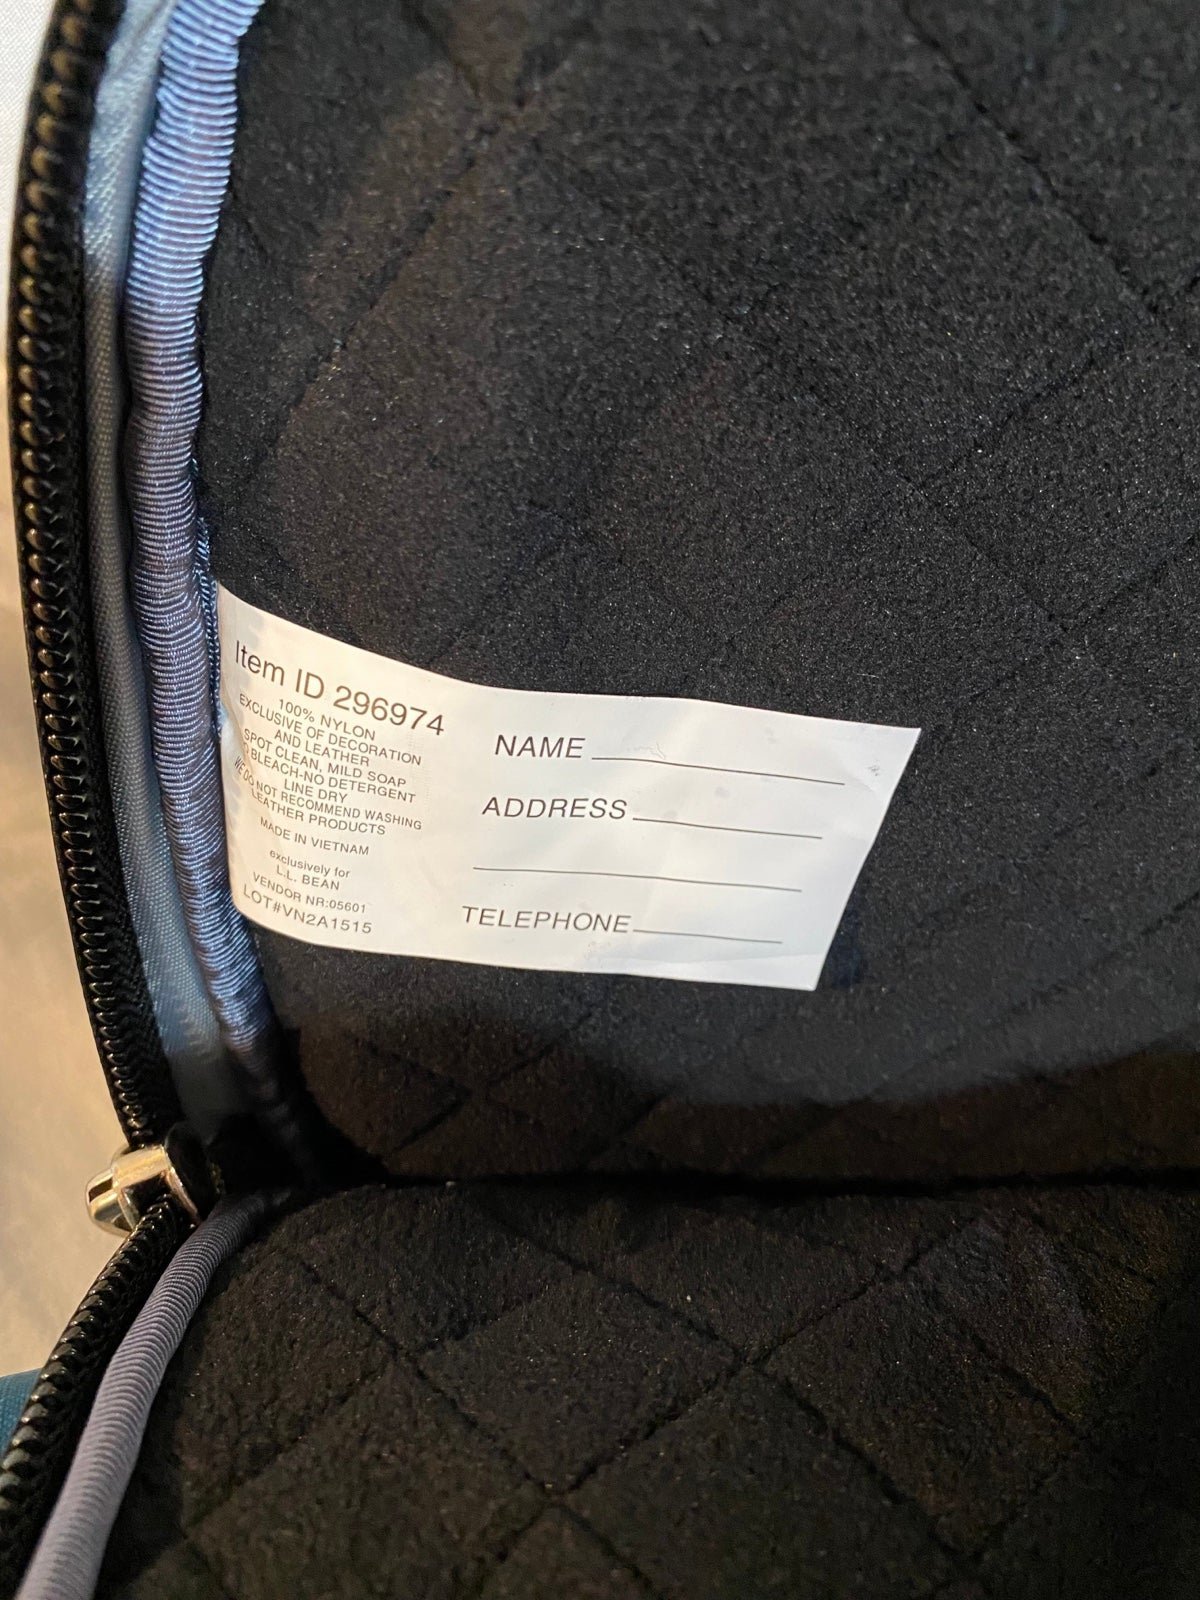 Item ID 296974
100% NYLON
EXCLUSIVE OF DECORATION
AND LEATHER
SPOT CLEAN, MILD SOAP
BLEACH-NO DETERGENT
LINE DRY
WE DO NOT RECOMMEND WASHING
LEATHER PRODUCTS
MADE IN VIETNAM
exclusively for
L.L. BEAN
VENDOR NR:05601
LOT#VN2A1515
NAME
ADDRESS
TELEPHONE